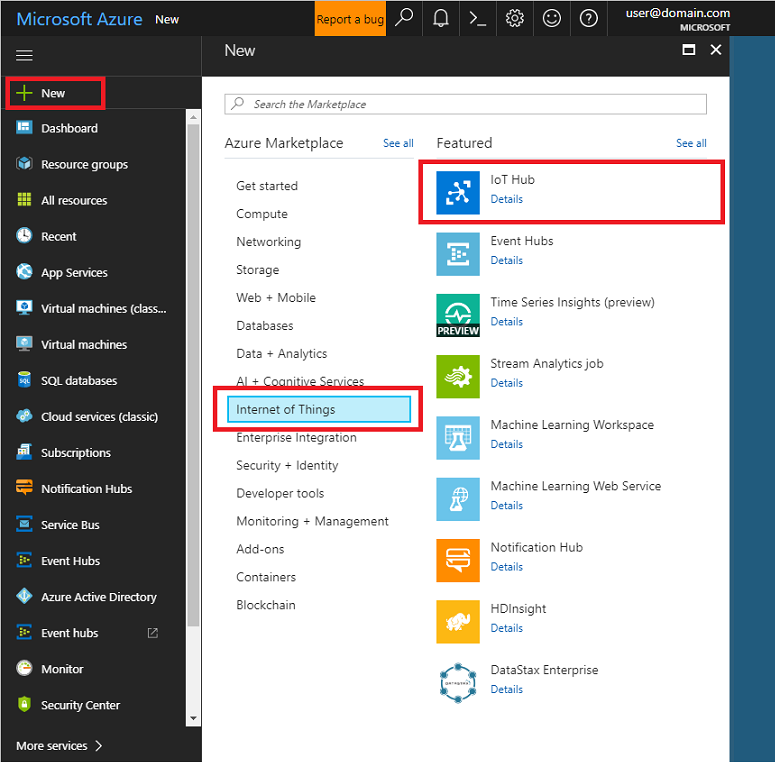 Microsoft Azure New
Report a bug
user@domain.com
MICROSOFT
New
New
Search the Marketplace
Dashboard
Resource groups
All resources
Recent
App Services
Virtual machines (class...
Virtual machines
SQL databases
Cloud services (classic)
Subscriptions
Notification Hubs
Service Bus
Event Hubs
Azure Active Directory
Event hubs
Monitor
Security Center
More services
Azure Marketplace See all
Get started
Compute
Networking
Storage
Web + Mobile
Databases
Data + Analytics
AI + Cognitive Services
Internet of Things
Enterprise Integration
Security + Identity
Developer tools
Monitoring + Management
Add-ons
Containers
Blockchain
Featured See all
IoT Hub
Details
Event Hubs
Details
PREVIEW
Time Series Insights (preview)
Details
Stream Analytics job
Details
Machine Learning Workspace
Details
Machine Learning Web Service
Details
Notification Hub
Details
HDInsight
Details
DATASTAX
DataStax Enterprise
Details